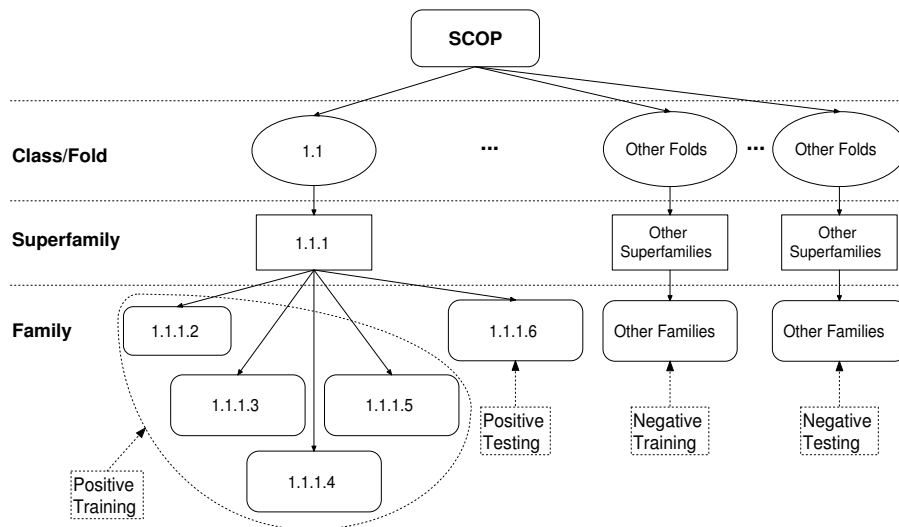 SCOP
Class/Fold
1.1
...
Other Folds
...
Other Folds
Superfamily
1.1.1
Other
Superfamilies
Other
Superfamilies
Family
1.1.1.2
1.1.1.6
Other Families
Other Families
1.1.1.3
1.1.1.5
Positive
Testing
Negative
Training
Negative
Testing
1.1.1.4
Positive
Training